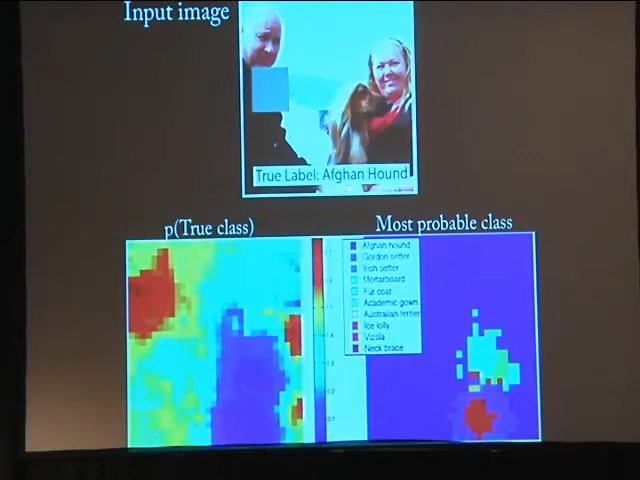 Input image
True Label: Afghan Hound
p(True class)
Most probable class
Afghan hound
Gordon setter
Irish setter
Mortarboard
Fur coat
Academic gown
Australian terrier
Ice lolly
Vizsla
Neck brace